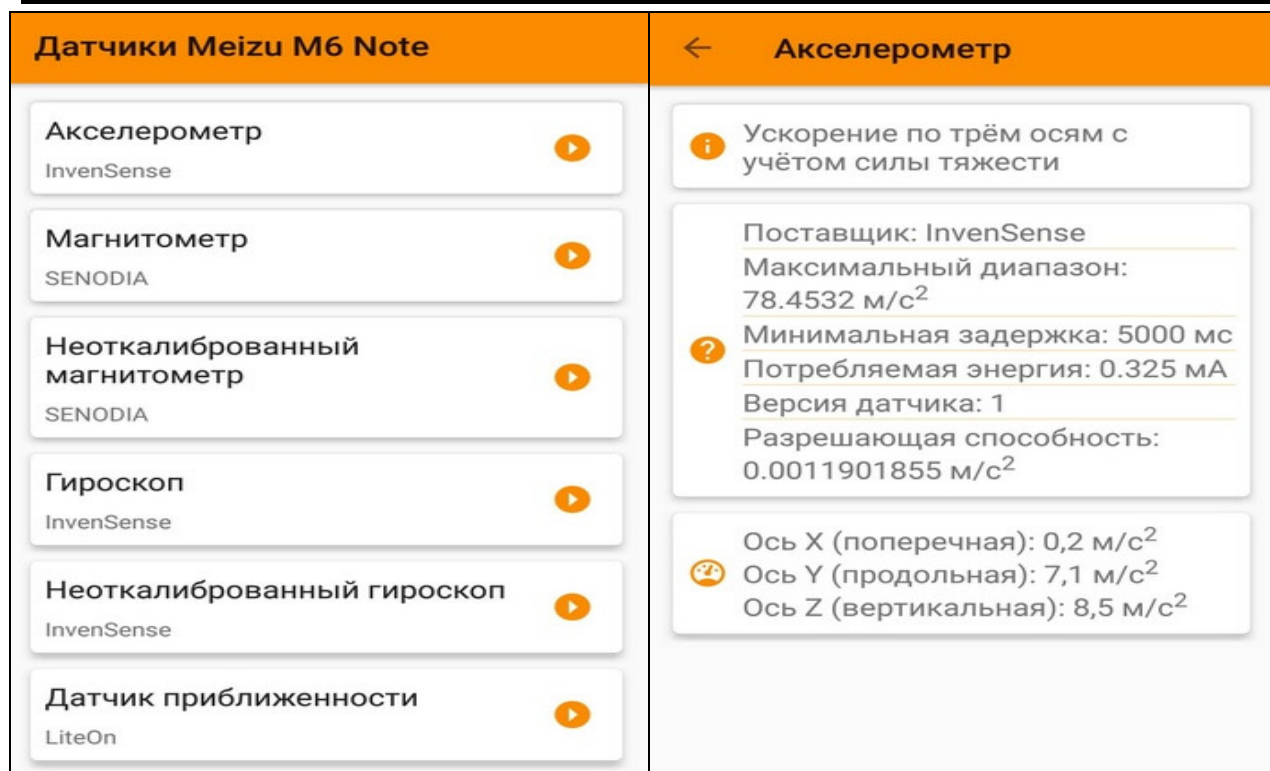 Датчики Meizu M6 Note
Акселерометр
InvenSense
Магнитометр
SENODIA
Неоткалиброванный
магнитометр
SENODIA
Гироскоп
InvenSense
Неоткалиброванный гироскоп
InvenSense
Датчик приближенности
LiteOn
Акселерометр
Ускорение по трём осям с
учётом силы тяжести
Поставщик: InvenSense
Максимальный диапазон:
78.4532 м/с²
Минимальная задержка: 5000 мс
Потребляемая энергия: 0.325 мА
Версия датчика: 1
Разрешающая способность:
0.0011901855 м/с²
Ось X (поперечная): 0,2 м/с²
Ось Y (продольная): 7,1 м/с²
Ось Z (вертикальная): 8,5 м/с²